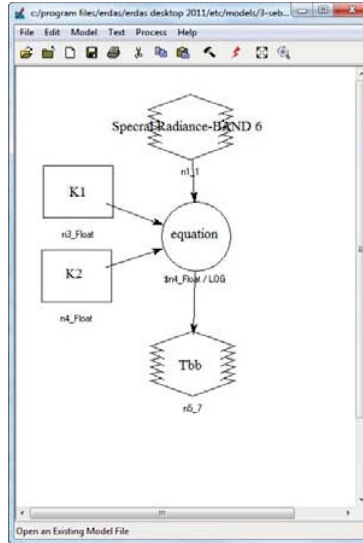 c:/program files/erdas/erdas desktop 2011/etc/models/3-seb...
File Edit Model Text Process Help
Specral Radiance-BAND 6
n1_1
K1
n3_Float
equation
K2
$n4_Float / LOG
n4_Float
Tbb
n5_7
Open an Existing Model File